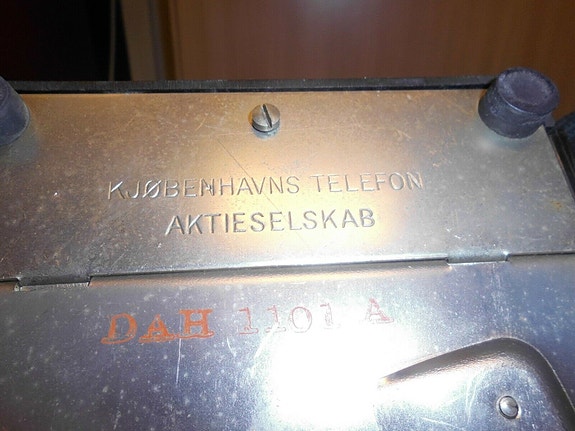 KJØBENHAVNS TELEFON
AKTIESELSKAB
DAH 1101 A